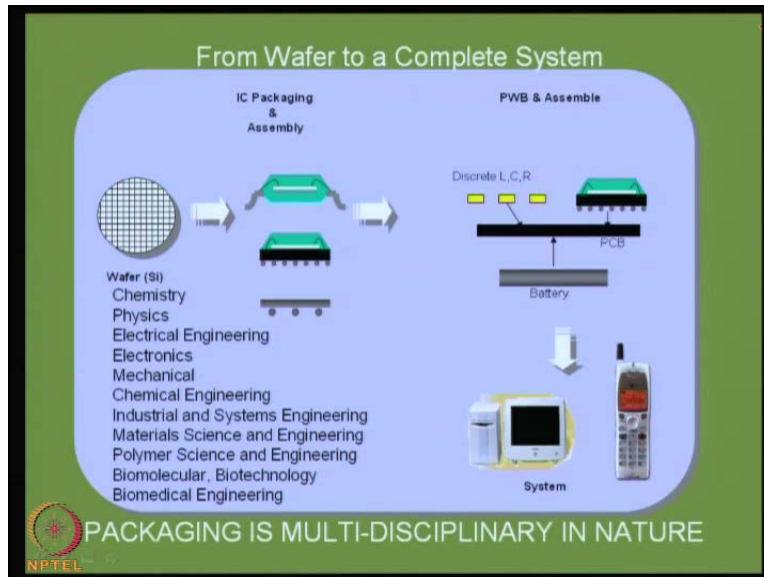 From Wafer to a Complete System
IC Packaging
&
Assembly
PWB & Assemble
Discrete L,C,R
PCB
Battery
Wafer (Si)
Chemistry
Physics
Electrical Engineering
Electronics
Mechanical
Chemical Engineering
Industrial and Systems Engineering
Materials Science and Engineering
Polymer Science and Engineering
Biomolecular, Biotechnology
Biomedical Engineering
System
PACKAGING IS MULTI-DISCIPLINARY IN NATURE
NPTEL